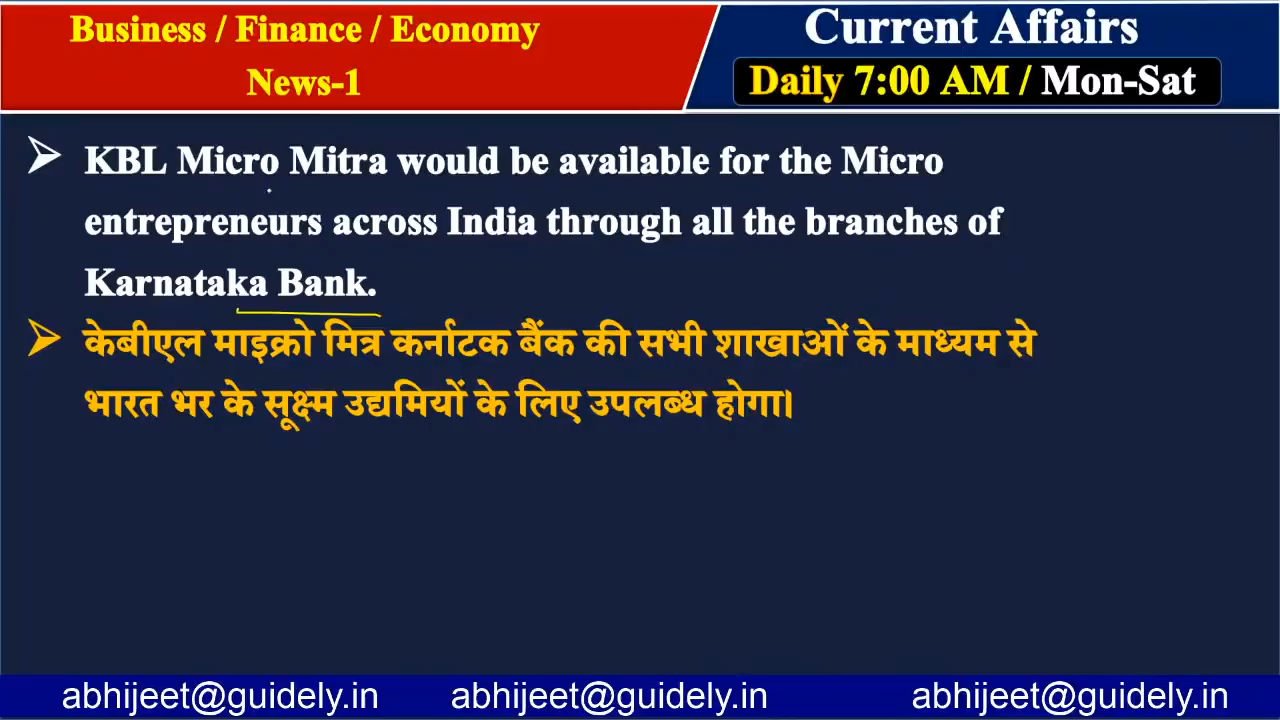 Business / Finance / Economy
News-1
Current Affairs
Daily 7:00 AM / Mon-Sat
KBL Micro Mitra would be available for the Micro
entrepreneurs across India through all the branches of
Karnataka Bank.
केबीएल माइक्रो मित्र कर्नाटक बैंक की सभी शाखाओं के माध्यम से
भारत भर के सूक्ष्म उद्यमियों के लिए उपलब्ध होगा।
abhijeet@guidely.in abhijeet@guidely.in abhijeet@guidely.in